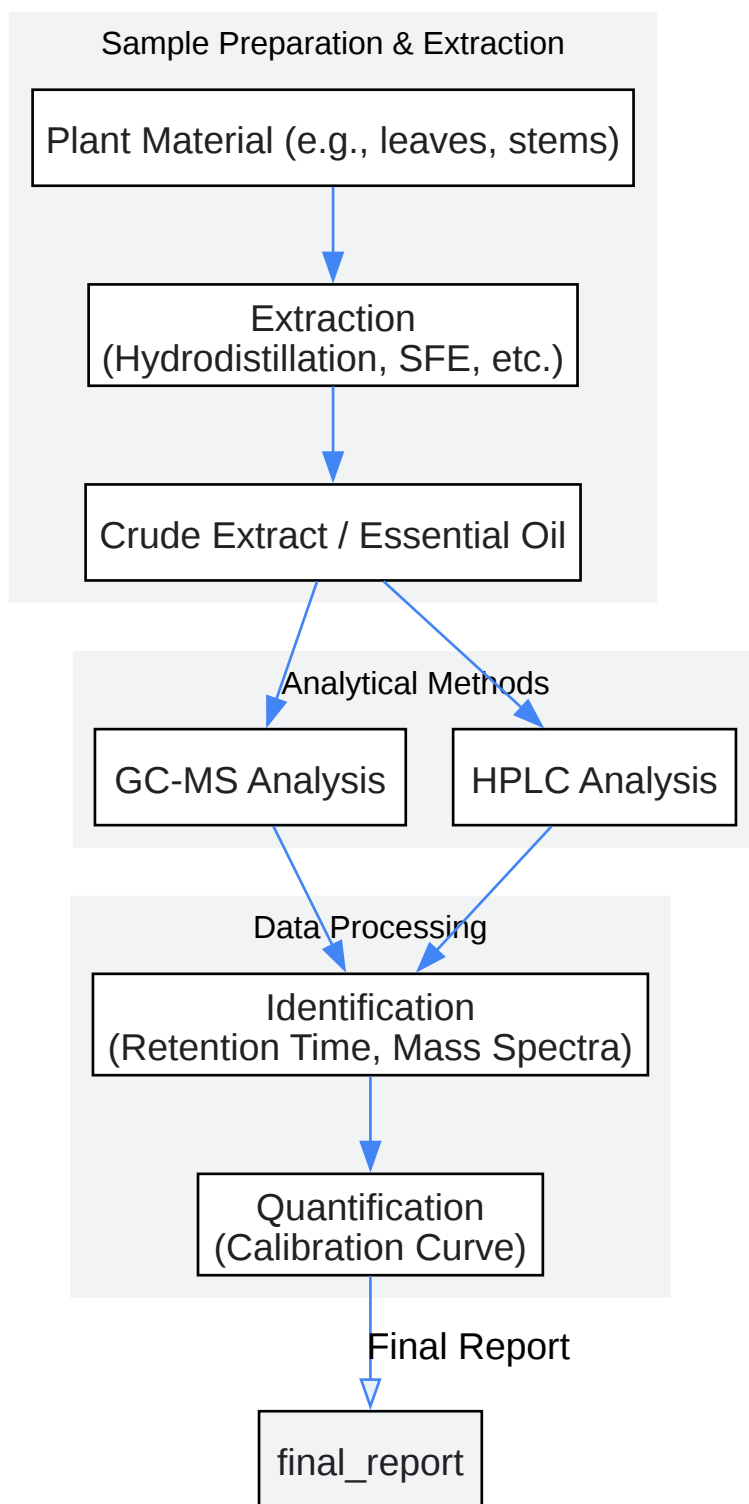 Sample Preparation & Extraction
Plant Material (e.g., leaves, stems)
Extraction
(Hydrodistillation, SFE, etc.)
Crude Extract / Essential Oil
Analytical Methods
GC-MS Analysis
HPLC Analysis
Data Processing
Identification
(Retention Time, Mass Spectra)
Quantification
(Calibration Curve)
Final Report
final_report